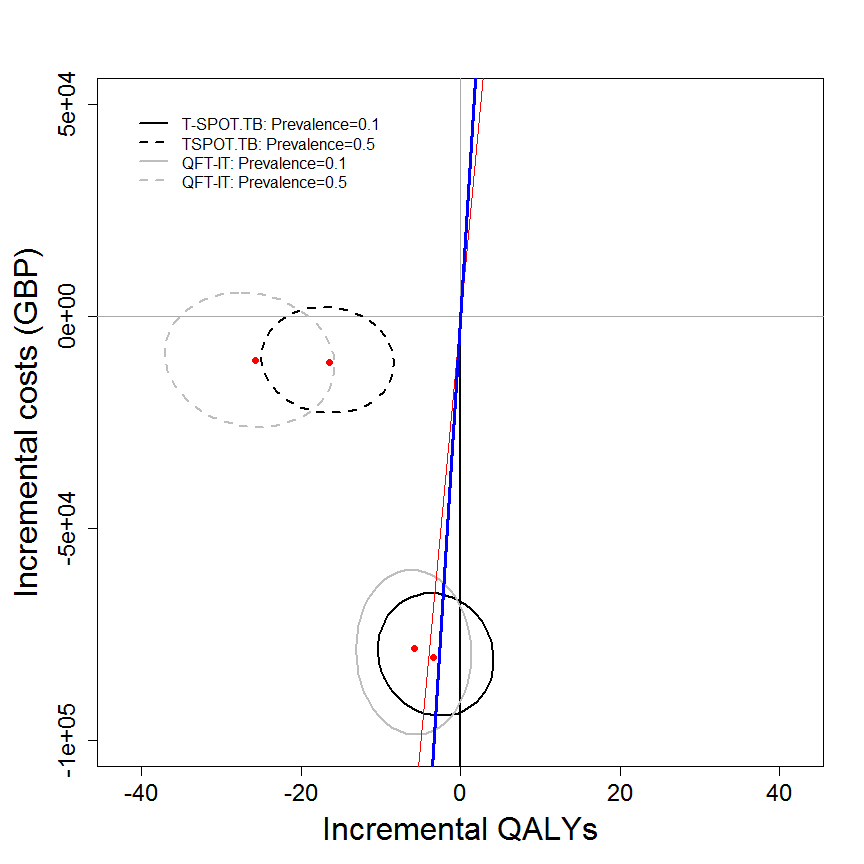 T-SPOT.TB: Prevalence=0.1
TSPOT.TB: Prevalence=0.5
QFT-IT: Prevalence=0.1
QFT-IT: Prevalence=0.5
Incremental costs (GBP)
5e+04
0e+00
-5e+04
-1e+05
-40 -20 0 20 40
Incremental QALYs